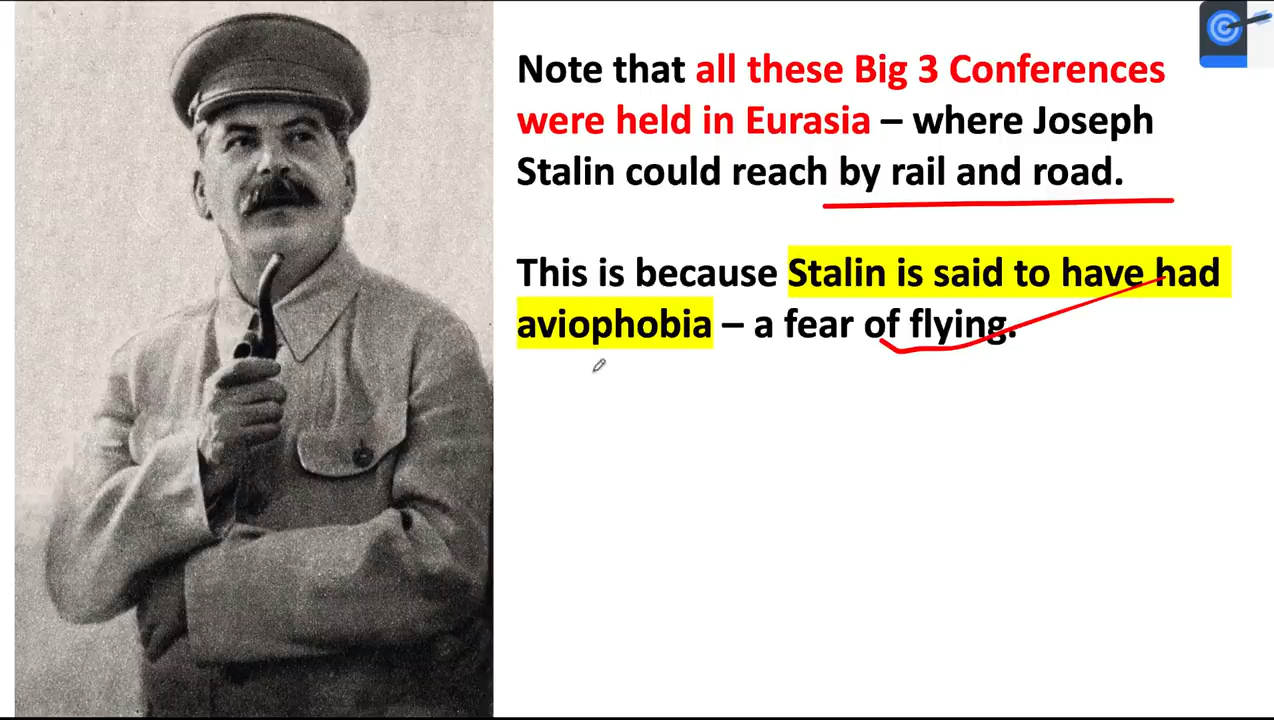 Note that all these Big 3 Conferences
were held in Eurasia – where Joseph
Stalin could reach by rail and road.
This is because Stalin is said to have had
aviophobia – a fear of flying.